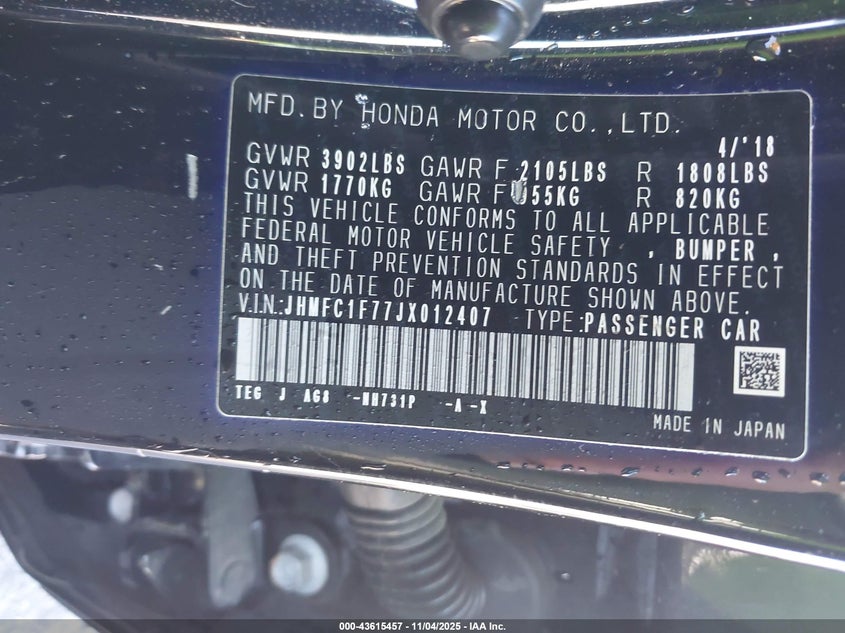 MFD. BY HONDA MOTOR CO., LTD.
4/'18
GVWR 3902LBS GAWR F 2105LBS R 1808LBS
GVWR 1770KG GAWR F 55KG R 820KG
THIS VEHICLE CONFORMS TO ALL APPLICABLE
FEDERAL MOTOR VEHICLE SAFETY , BUMPER ,
AND THEFT PREVENTION STANDARDS IN EFFECT
ON THE DATE OF MANUFACTURE SHOWN ABOVE.
V.I.N.:JHMFC1F77JX012407 TYPE:PASSENGER CAR
TEG J AG8 -NH731P -A -X
MADE IN JAPAN
000-43615457 - 11/04/2025 - IAA Inc.